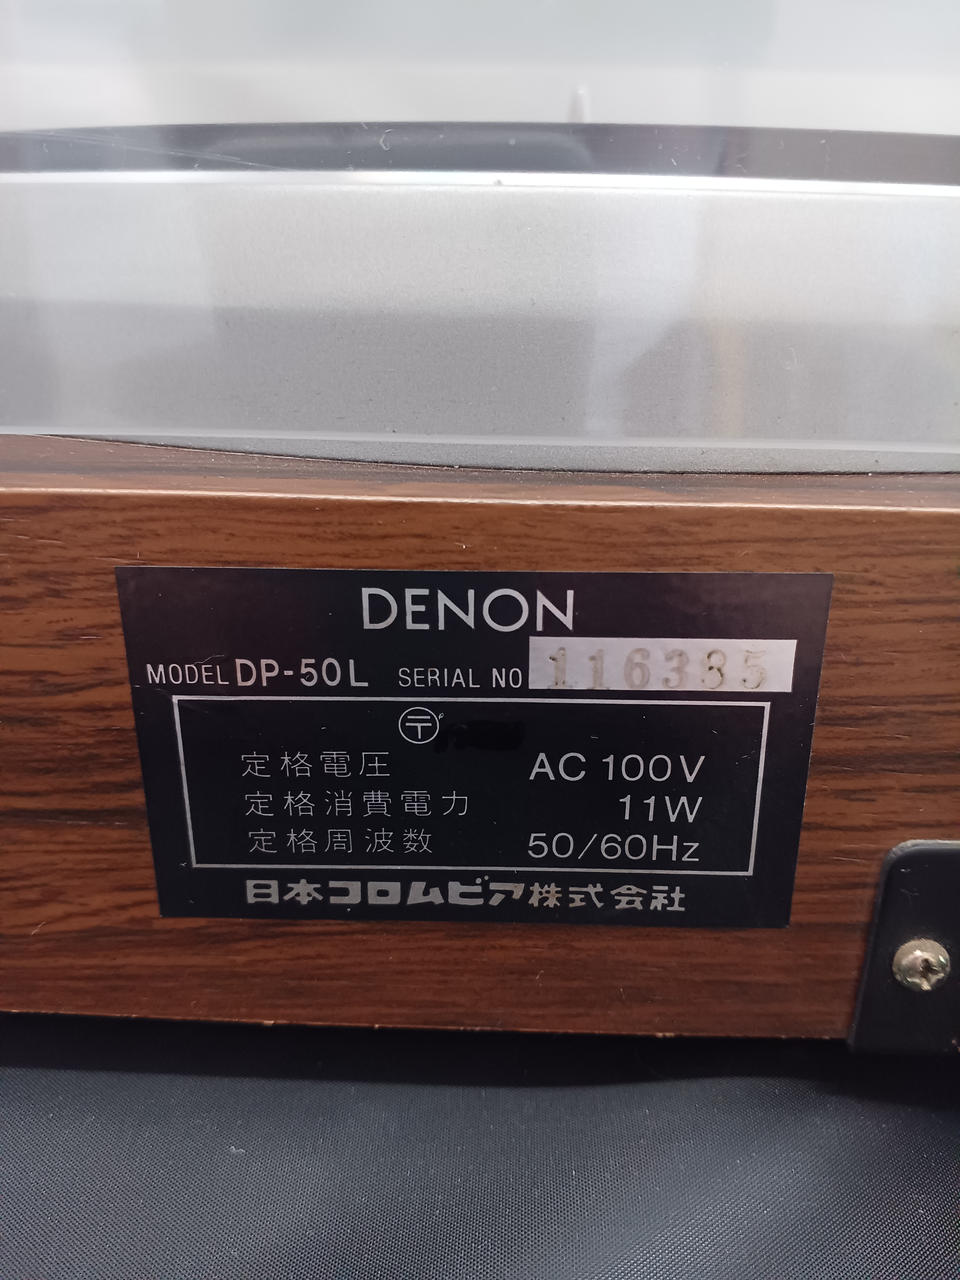 DENON
MODEL DP-50L SERIAL NO 116385
〒
定格電圧 AC 100V
定格消費電力 11W
定格周波数 50/60Hz
日本コロムビア株式会社